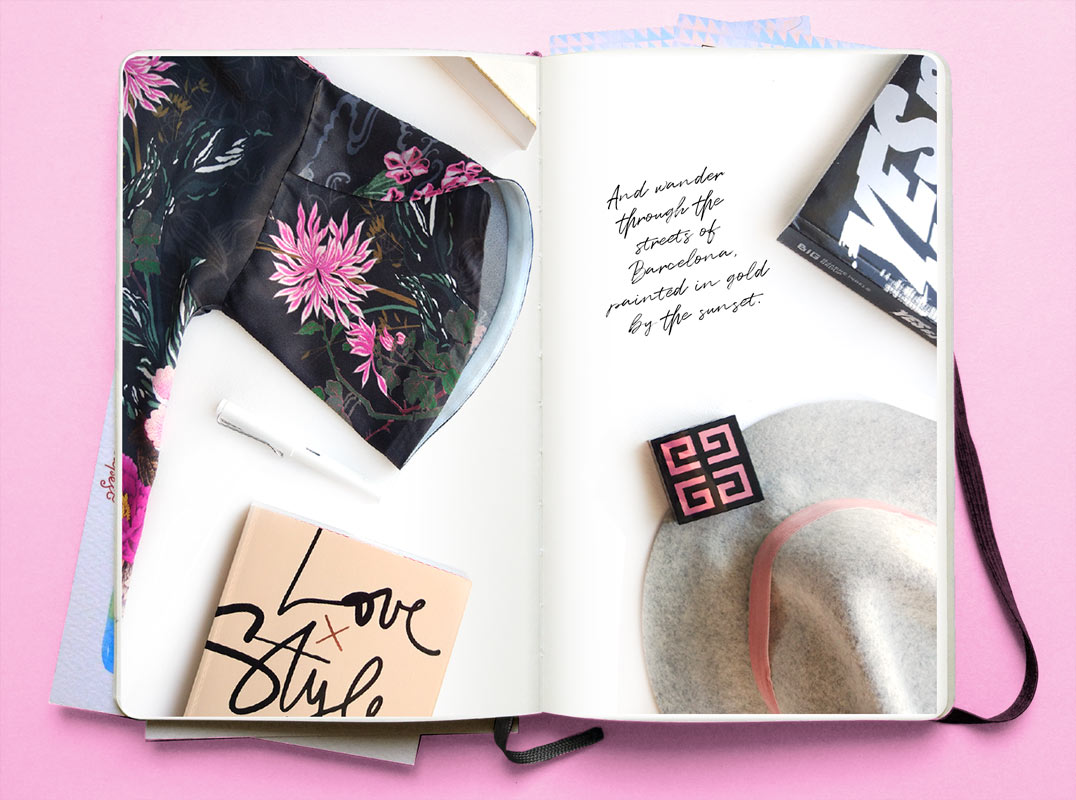 And wander
through the
streets of
Barcelona,
painted in gold
by the sunset.
YES
BIG
Love
x
Style